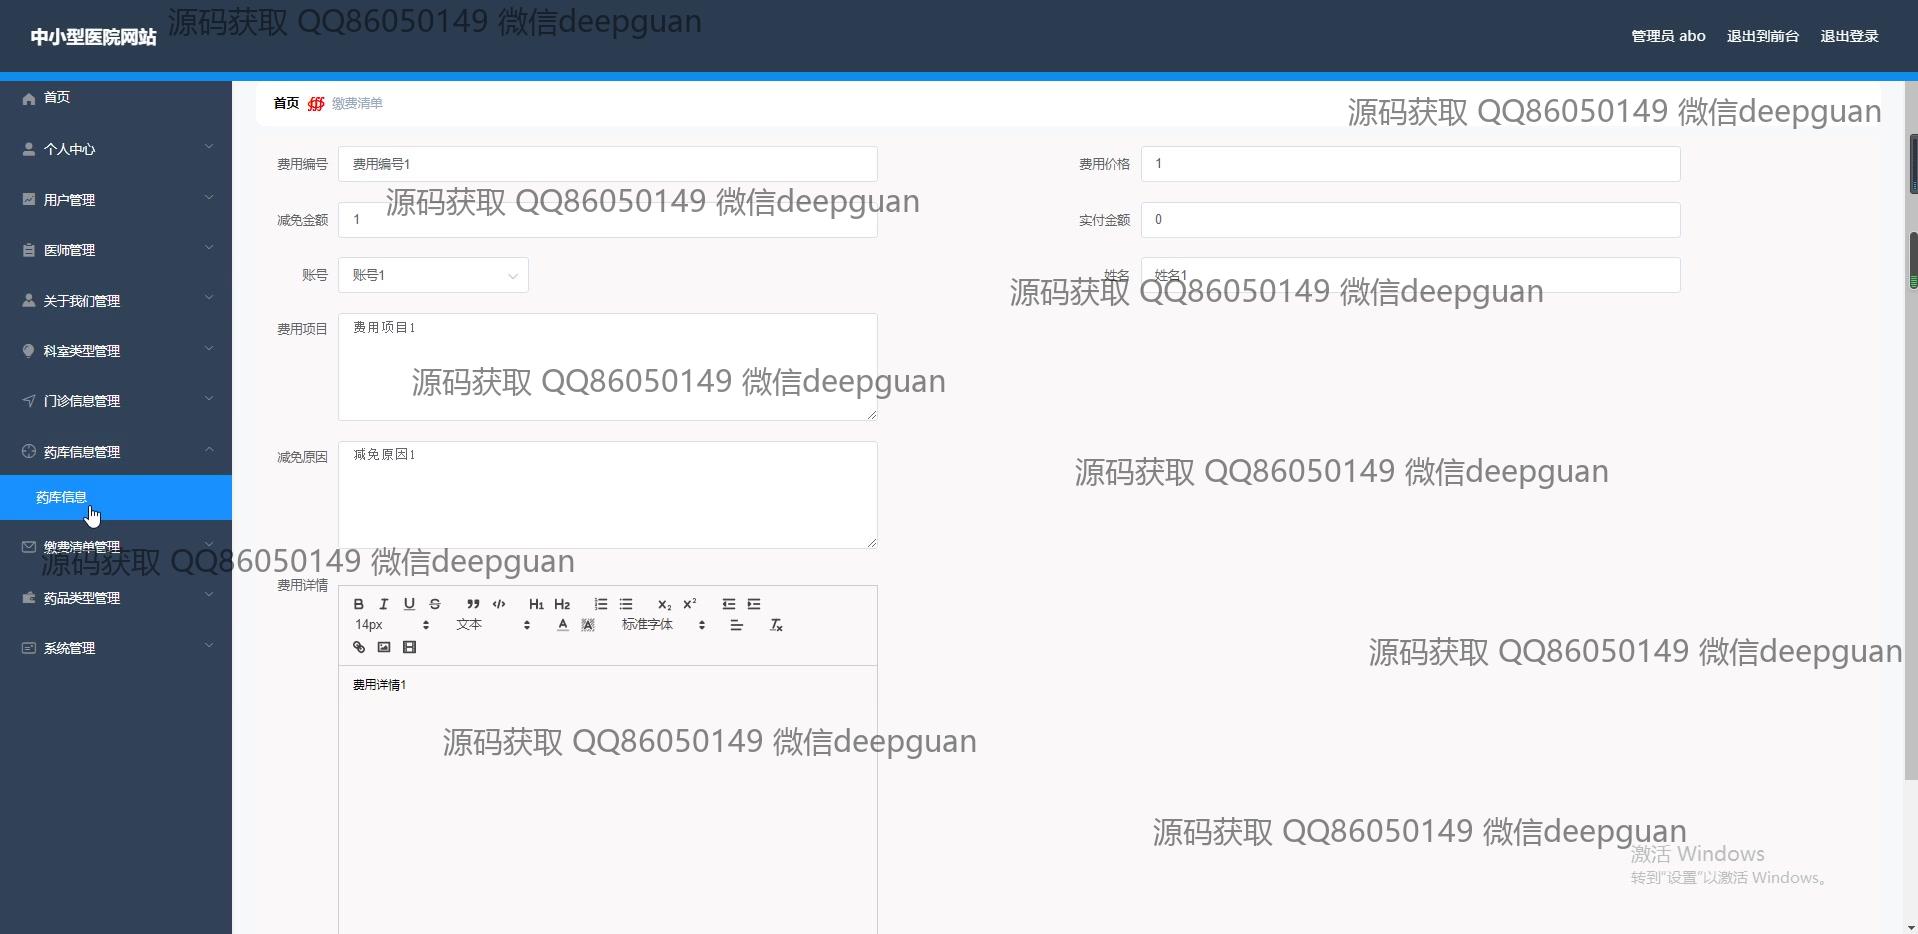 中小型医院网站
源码获取 QQ86050149 微信deepguan
管理员 abo
退出到前台
退出登录
首页
个人中心
用户管理
医师管理
关于我们管理
科室类型管理
门诊信息管理
药库信息管理
药库信息
缴费清单管理
药品类型管理
系统管理
首页 缴费清单
源码获取 QQ86050149 微信deepguan
费用编号 费用编号1
费用价格 1
源码获取 QQ86050149 微信deepguan
减免金额 1
实付金额 0
账号 账号1
姓名 姓名1
源码获取 QQ86050149 微信deepguan
费用项目 费用项目1
源码获取 QQ86050149 微信deepguan
减免原因 减免原因1
源码获取 QQ86050149 微信deepguan
源码获取 QQ86050149 微信deepguan
费用详情
B I U S H1 H2 X2 X2
14px 文本 A A 标准字体 Tx
源码获取 QQ86050149 微信deepguan
费用详情1
源码获取 QQ86050149 微信deepguan
源码获取 QQ86050149 微信deepguan
激活 Windows
转到"设置"以激活 Windows。